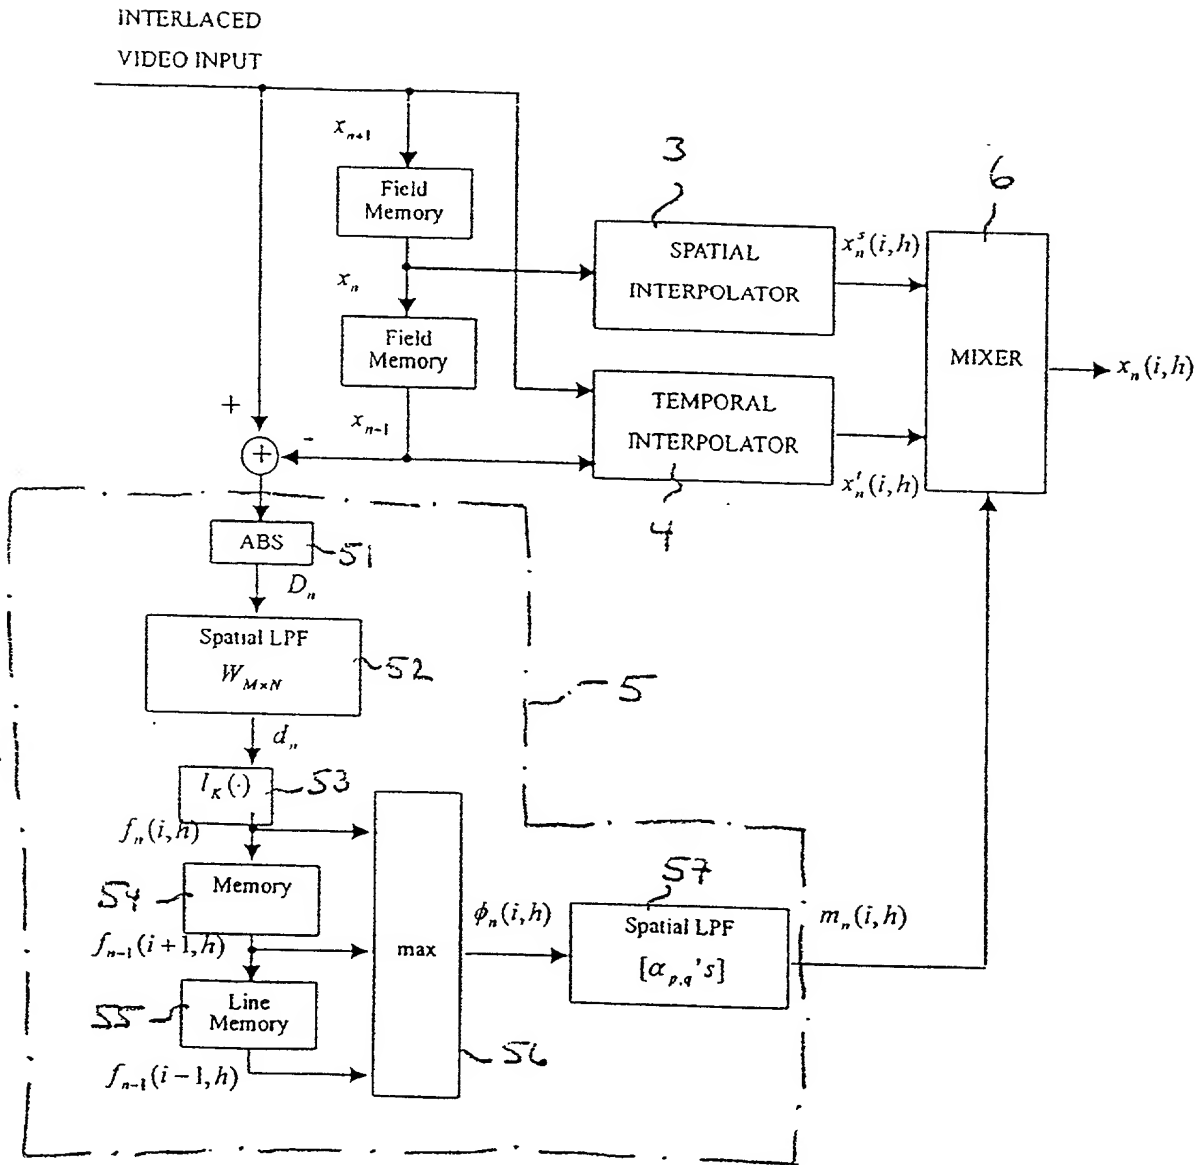 INTERLACED
VIDEO INPUT
x_{n+1}
Field
Memory
3
6
SPATIAL
INTERPOLATOR
x_n^s(i,h)
x_n
Field
Memory
MIXER
x_n(i,h)
TEMPORAL
INTERPOLATOR
+
x_{n-1}
-
+
x_n^t(i,h)
4
ABS
51
D_n
Spatial LPF
W_{M×N}
52
5
d_n
I_K(·)
53
f_n(i,h)
Memory
54
f_{n-1}(i+1,h)
max
ϕ_n(i,h)
57
Spatial LPF
[α_{p,q}'s]
m_n(i,h)
Line
Memory
55
56
f_{n-1}(i-1,h)